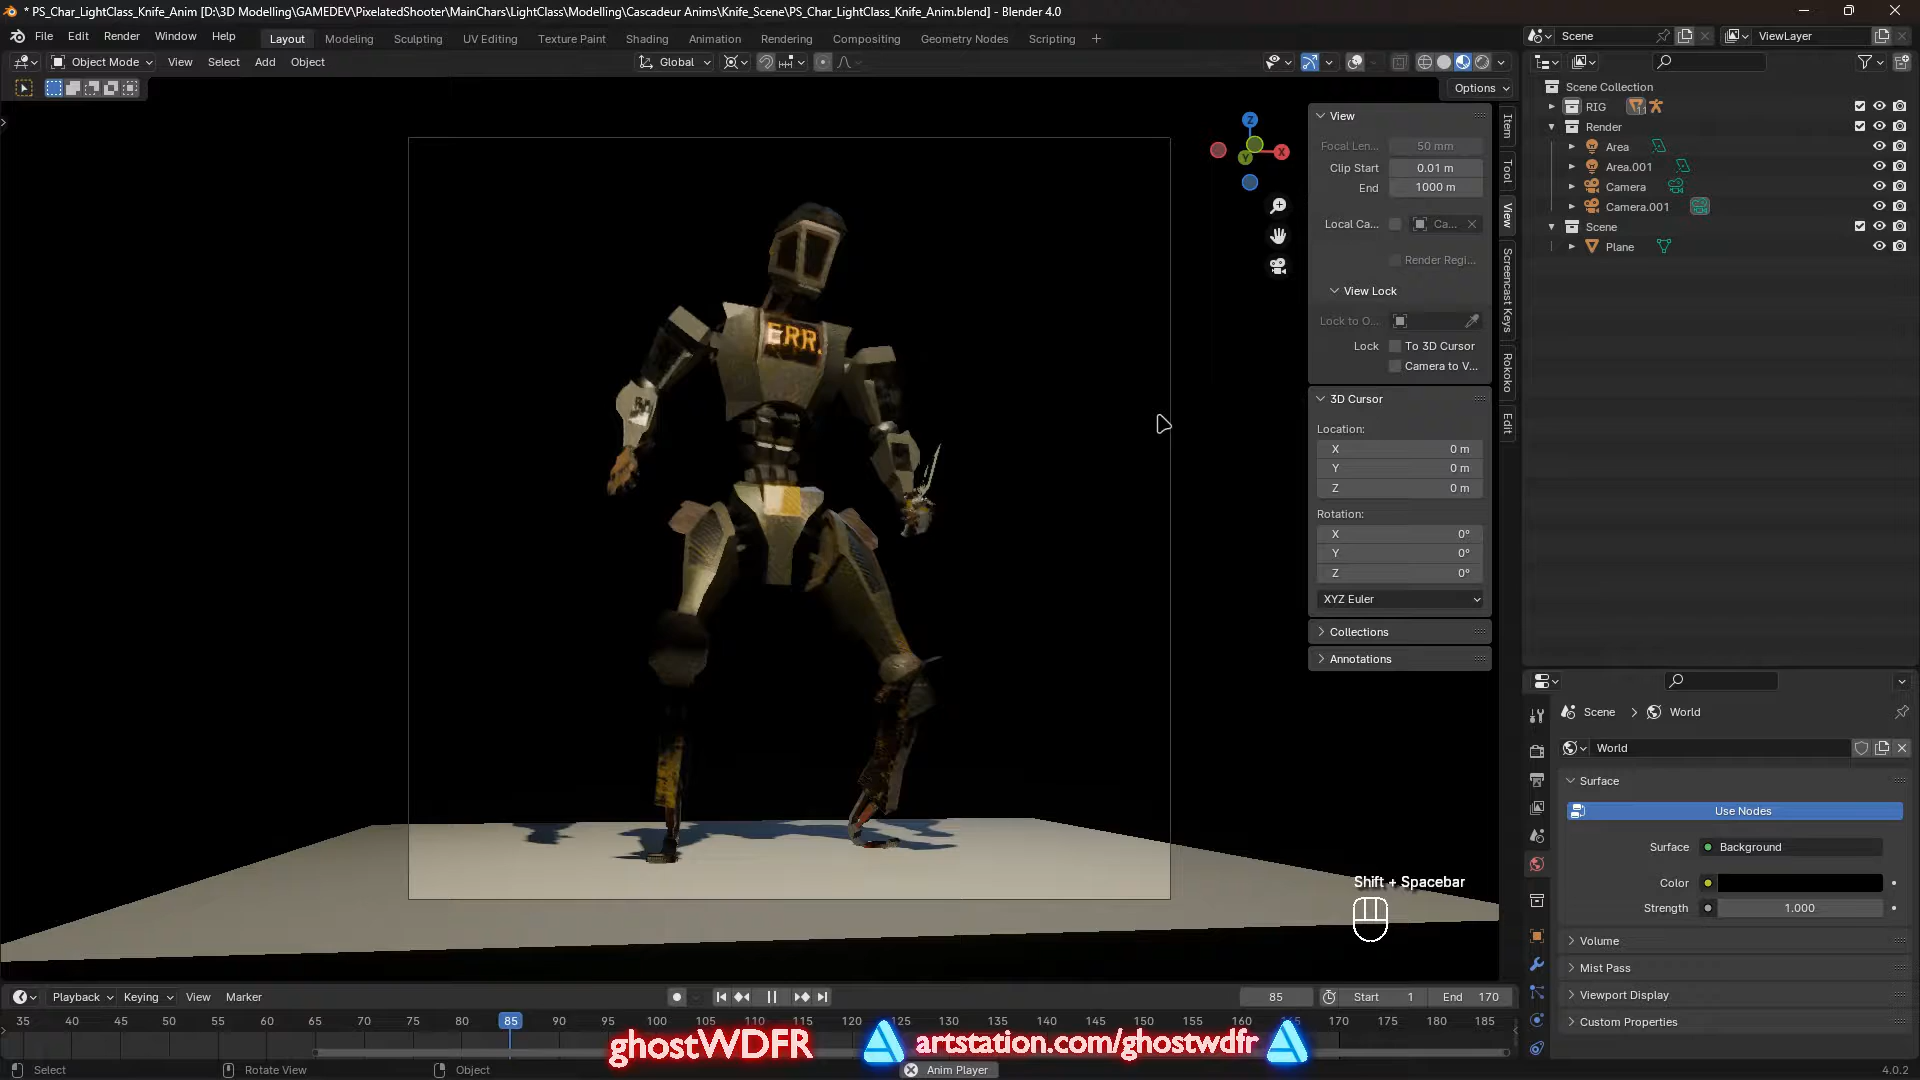 * PS_Char_LightClass_Knife_Anim [D:\3D Modelling\GAMEDEV\PixelatedShooter\MainChars\LightClass\Modelling\Cascadeur Anims\Knife_Scene\PS_Char_LightClass_Knife_Anim.blend] - Blender 4.0
File Edit Render Window Help Layout Modeling Sculpting UV Editing Texture Paint Shading Animation Rendering Compositing Geometry Nodes Scripting +
Scene ViewLayer
Object Mode View Select Add Object Global
Options
Scene Collection
RIG 11
Render
Area
Area.001
Camera
Camera.001
Scene
Plane
Z
X
Y
View
Focal Len... 50 mm
Clip Start 0.01 m
End 1000 m
Local Ca... Ca...
Render Regi...
View Lock
Lock to O...
Lock To 3D Cursor
Camera to V...
3D Cursor
Location:
X 0 m
Y 0 m
Z 0 m
Rotation:
X 0°
Y 0°
Z 0°
XYZ Euler
Collections
Annotations
Item
Tool
View
Screencast Keys
Rokoko
Edit
ERR.
Shift + Spacebar
Scene > World
World
Surface
Use Nodes
Surface Background
Color
Strength 1.000
Volume
Mist Pass
Viewport Display
Custom Properties
Playback Keying View Marker
85 Start 1 End 170
35 40 45 50 55 60 65 70 75 80 85 90 95 100 105 110 115 120 125 130 135 140 145 150 155 160 165 170 175 180 185
ghostWDFR artstation.com/ghostwdfr
Select Rotate View Object Anim Player 4.0.2